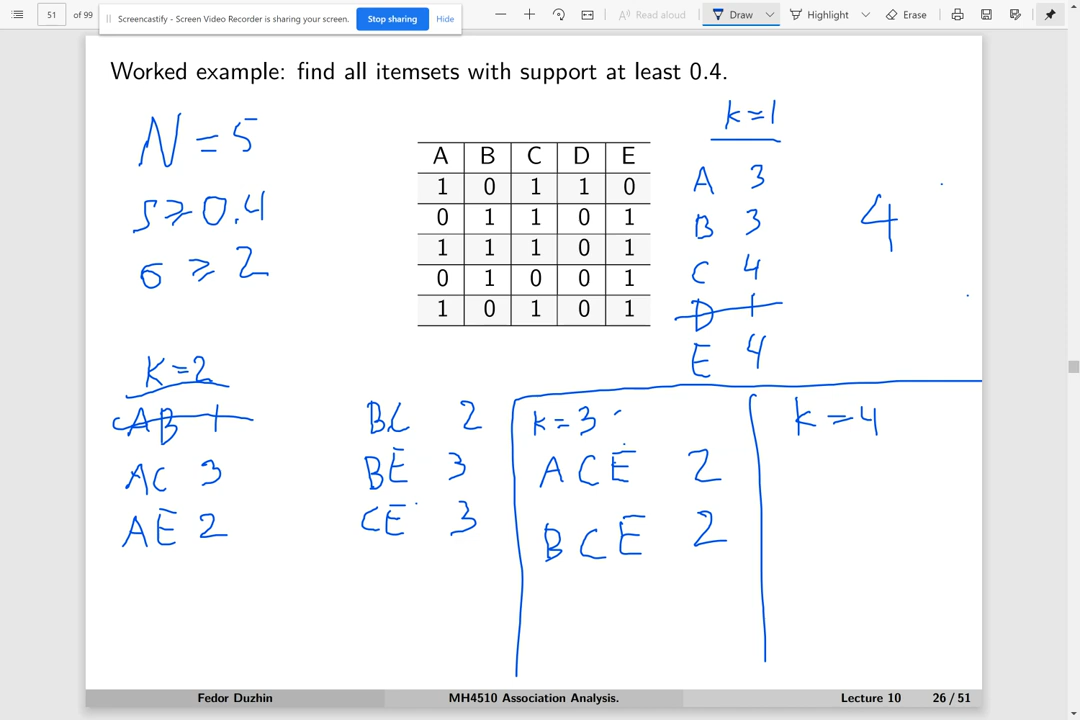 51 of 99
Screencastify - Screen Video Recorder is sharing your screen. Stop sharing Hide
Read aloud Draw Highlight Erase
Worked example: find all itemsets with support at least 0.4.
N = 5
s ≥ 0.4
σ ≥ 2
A B C D E
1 0 1 1 0
0 1 1 0 1
1 1 1 0 1
0 1 0 0 1
1 0 1 0 1
k=1
A 3
B 3
C 4
D 1
E 4
4
K=2
AB 1
AC 3
AE 2
BC 2
BE 3
CE 3
k=3
ACE 2
BCE 2
k=4
Fedor Duzhin MH4510 Association Analysis. Lecture 10 26 / 51